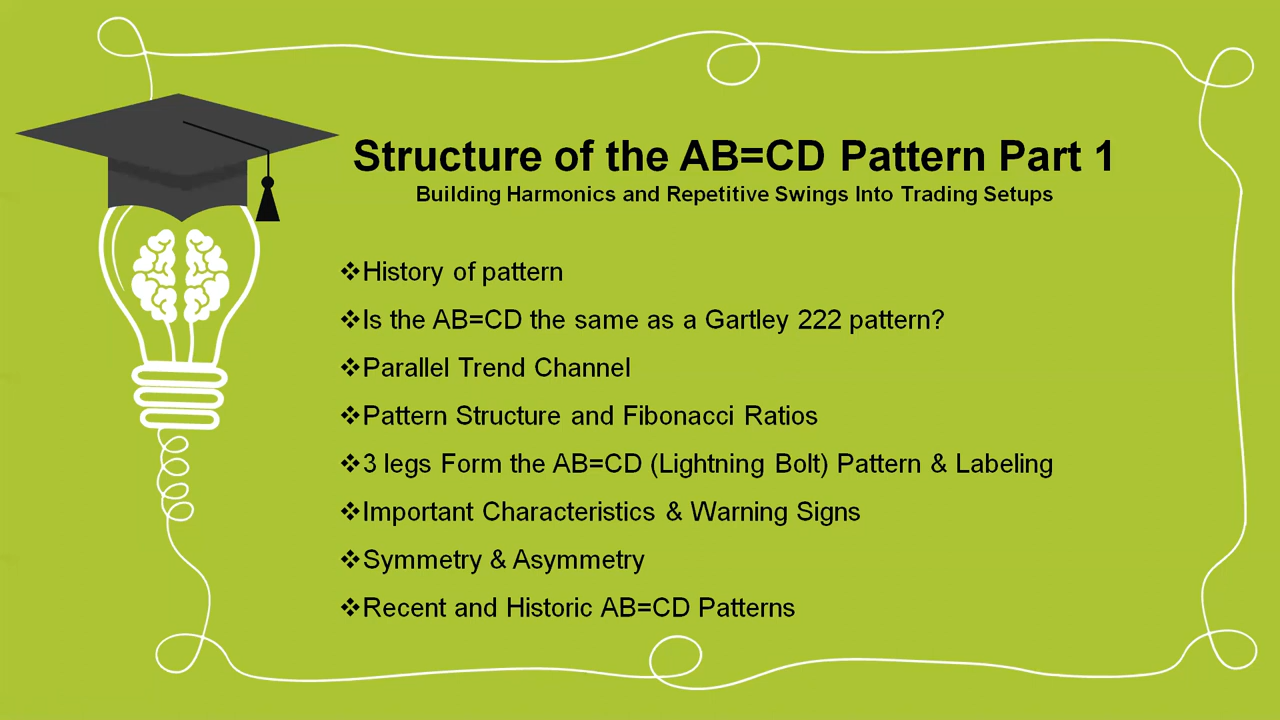 Structure of the AB=CD Pattern Part 1
Building Harmonics and Repetitive Swings Into Trading Setups
❖History of pattern
❖Is the AB=CD the same as a Gartley 222 pattern?
❖Parallel Trend Channel
❖Pattern Structure and Fibonacci Ratios
❖3 legs Form the AB=CD (Lightning Bolt) Pattern & Labeling
❖Important Characteristics & Warning Signs
❖Symmetry & Asymmetry
❖Recent and Historic AB=CD Patterns